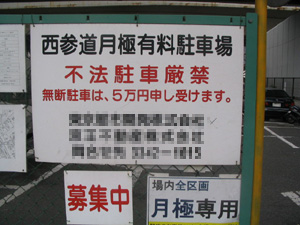 西参道月極有料駐車場
不法駐車厳禁
無断駐車は、5万円申し受けます。
募集中
場内全区画
月極専用